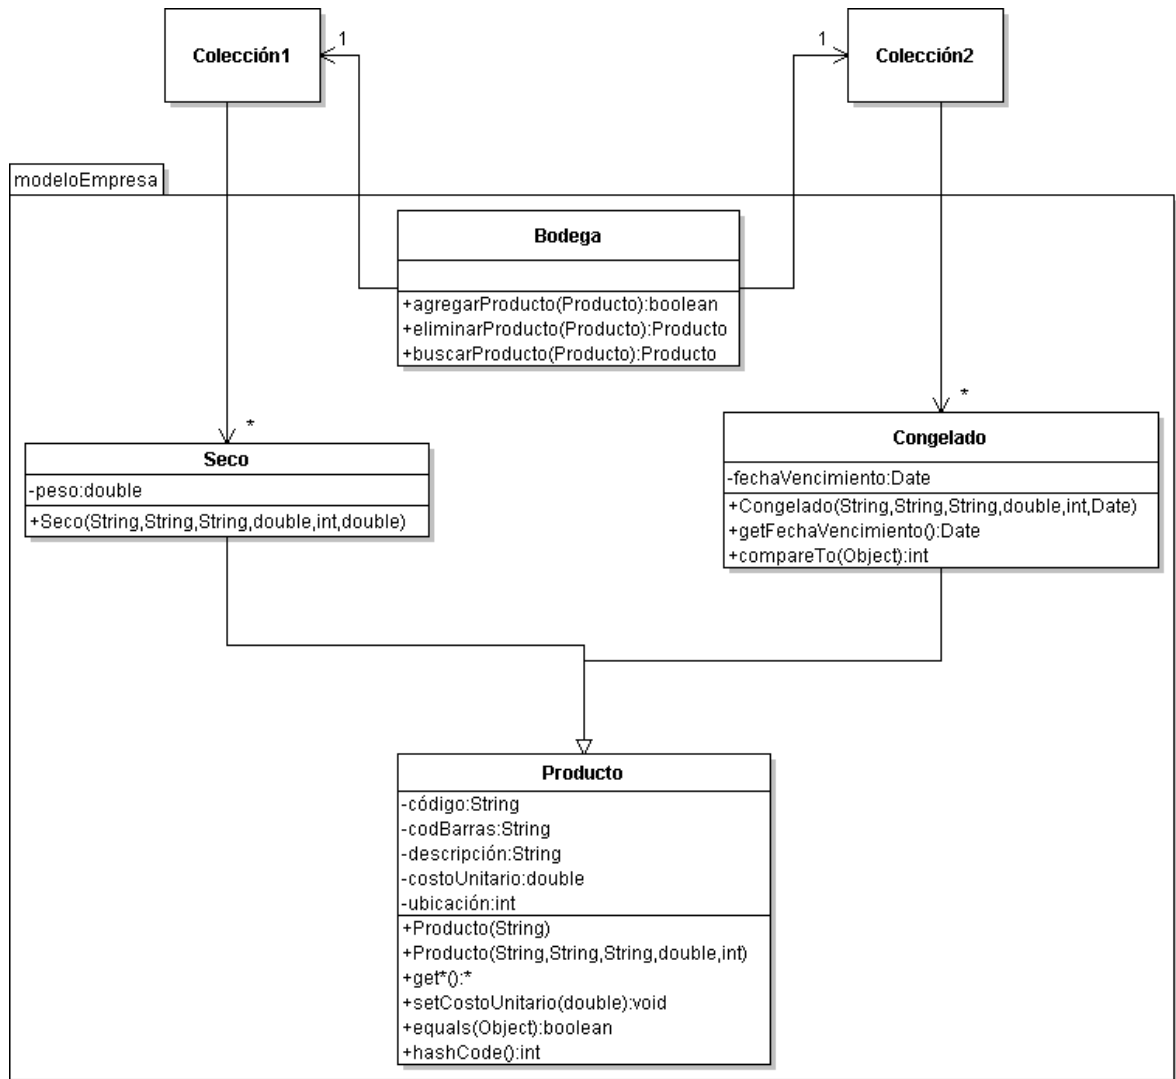 Colección1
1
1
Colección2
modeloEmpresa
Bodega
+agregarProducto(Producto):boolean
+eliminarProducto(Producto):Producto
+buscarProducto(Producto):Producto
*
*
Seco
-peso:double
+Seco(String,String,String,double,int,double)
Congelado
-fechaVencimiento:Date
+Congelado(String,String,String,double,int,Date)
+getFechaVencimiento():Date
+compareTo(Object):int
Producto
-código:String
-codBarras:String
-descripción:String
-costoUnitario:double
-ubicación:int
+Producto(String)
+Producto(String,String,String,double,int)
+get*():*
+setCostoUnitario(double):void
+equals(Object):boolean
+hashCode():int